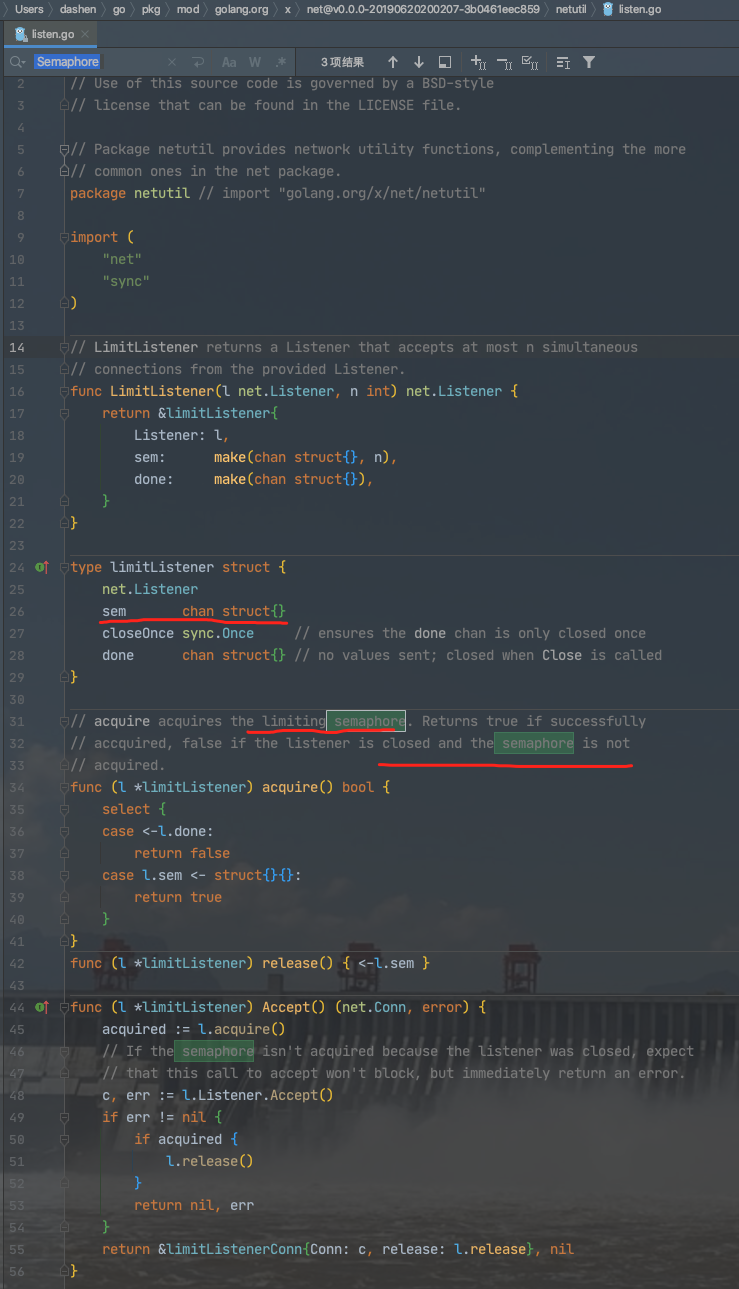 Users dashen go pkg mod golang.org x net@v0.0.0-20190620200207-3b0461eec859 netutil listen.go
listen.go
Semaphore Aa W .* 3 项结果
2 // Use of this source code is governed by a BSD-style
3 // license that can be found in the LICENSE file.
4
5 // Package netutil provides network utility functions, complementing the more
6 // common ones in the net package.
7 package netutil // import "golang.org/x/net/netutil"
8
9 import (
10     "net"
11     "sync"
12 )
13
14 // LimitListener returns a Listener that accepts at most n simultaneous
15 // connections from the provided Listener.
16 func LimitListener(l net.Listener, n int) net.Listener {
17     return &limitListener{
18         Listener: l,
19         sem:      make(chan struct{}, n),
20         done:     make(chan struct{}),
21     }
22 }
23
24 type limitListener struct {
25     net.Listener
26     sem       chan struct{}
27     closeOnce sync.Once     // ensures the done chan is only closed once
28     done      chan struct{} // no values sent; closed when Close is called
29 }
30
31 // acquire acquires the limiting semaphore. Returns true if successfully
32 // accquired, false if the listener is closed and the semaphore is not
33 // acquired.
34 func (l *limitListener) acquire() bool {
35     select {
36     case <-l.done:
37         return false
38     case l.sem <- struct{}{}:
39         return true
40     }
41 }
42 func (l *limitListener) release() { <-l.sem }
43
44 func (l *limitListener) Accept() (net.Conn, error) {
45     acquired := l.acquire()
46     // If the semaphore isn't acquired because the listener was closed, expect
47     // that this call to accept won't block, but immediately return an error.
48     c, err := l.Listener.Accept()
49     if err != nil {
50         if acquired {
51             l.release()
52         }
53         return nil, err
54     }
55     return &limitListenerConn{Conn: c, release: l.release}, nil
56 }